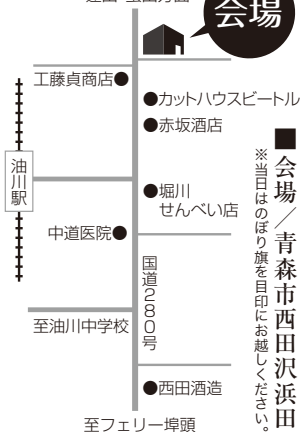 会場
工藤貞商店●
●カットハウスビートル
●赤坂酒店
油川駅
●堀川
せんべい店
中道医院●
国道280号
至油川中学校
●西田酒造
至フェリー埠頭
■会場／青森市西田沢浜田
※当日はのぼり旗を目印にお越しください。